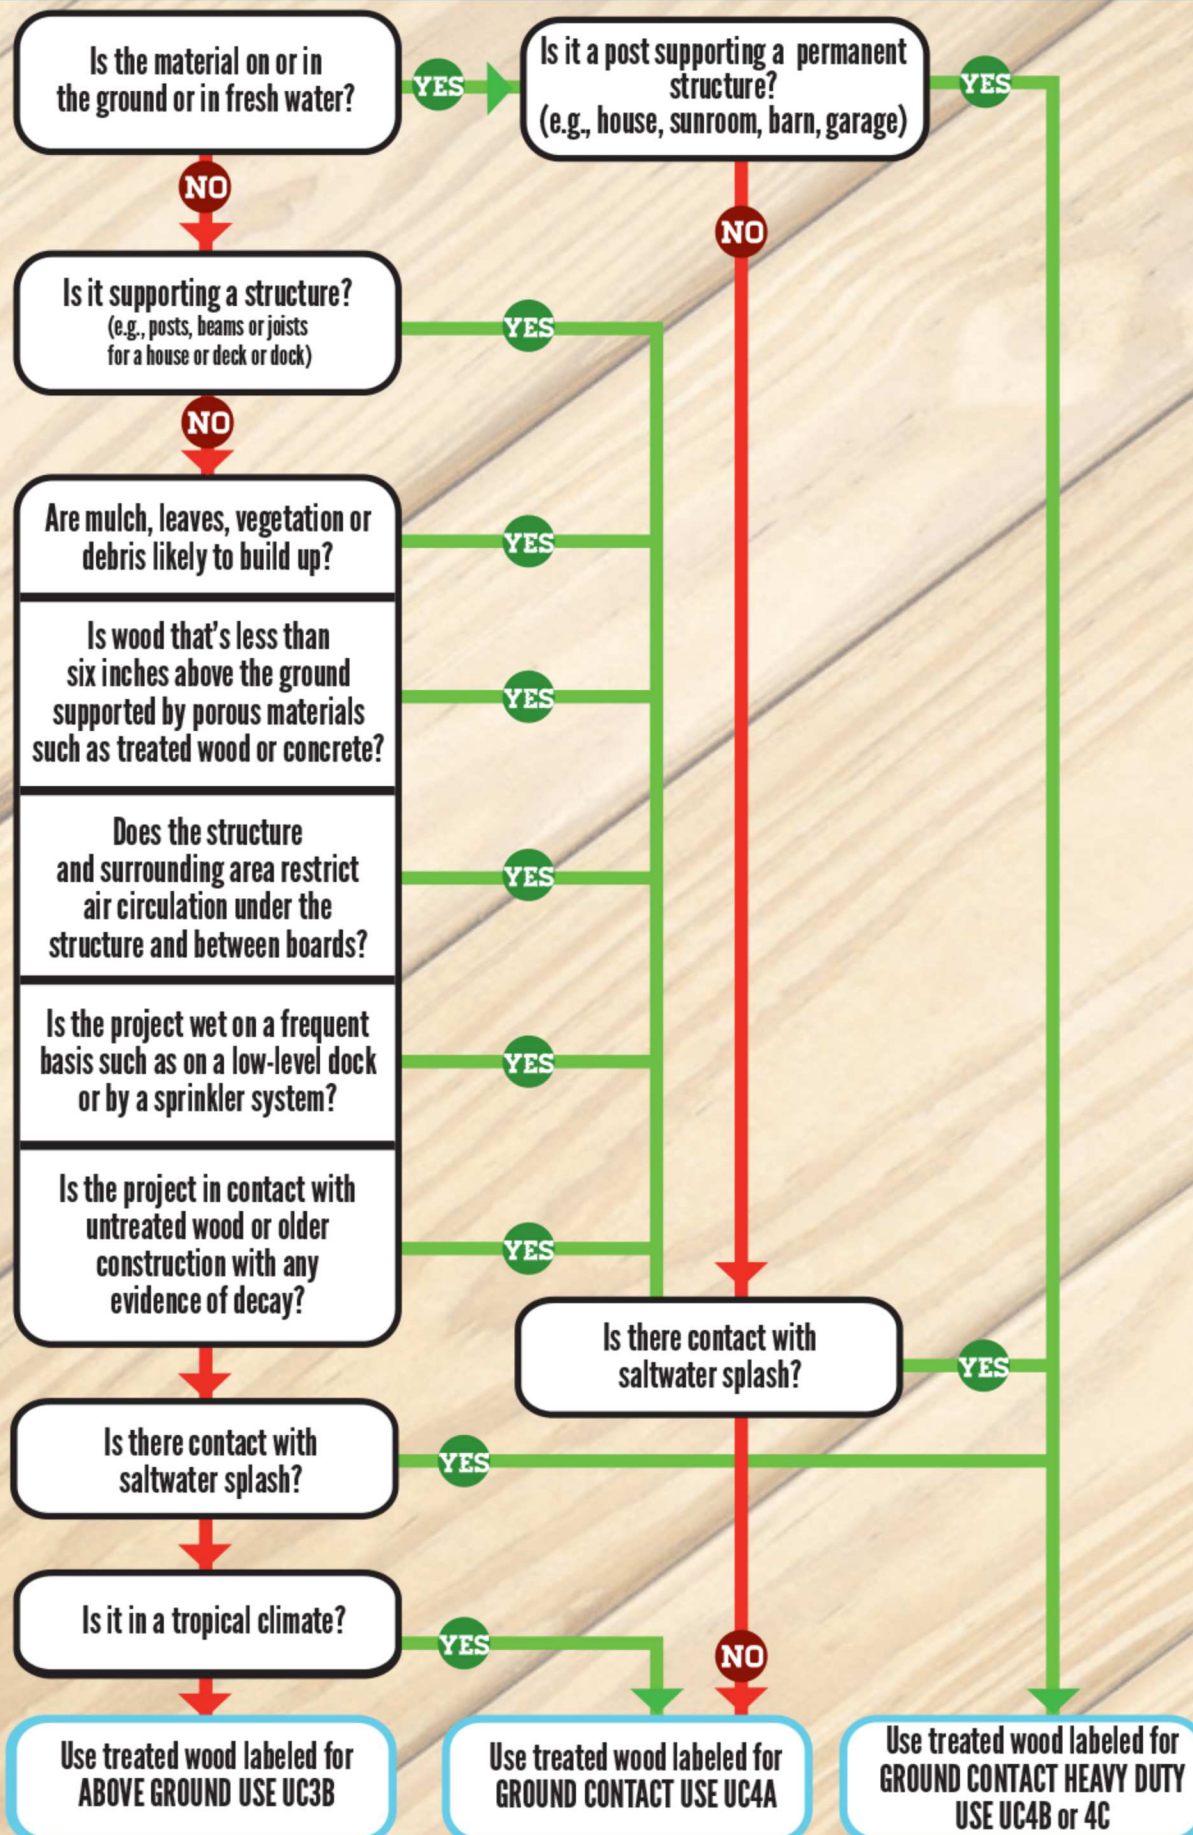 Is the material on or in
the ground or in fresh water?
YES
Is it a post supporting a permanent
structure?
(e.g., house, sunroom, barn, garage)
YES
NO
NO
Is it supporting a structure?
(e.g., posts, beams or joists
for a house or deck or dock)
YES
NO
Are mulch, leaves, vegetation or
debris likely to build up?
YES
Is wood that's less than
six inches above the ground
supported by porous materials
such as treated wood or concrete?
YES
Does the structure
and surrounding area restrict
air circulation under the
structure and between boards?
YES
Is the project wet on a frequent
basis such as on a low-level dock
or by a sprinkler system?
YES
Is the project in contact with
untreated wood or older
construction with any
evidence of decay?
YES
Is there contact with
saltwater splash?
YES
Is there contact with
saltwater splash?
YES
Is it in a tropical climate?
YES
NO
Use treated wood labeled for
ABOVE GROUND USE UC3B
Use treated wood labeled for
GROUND CONTACT USE UC4A
Use treated wood labeled for
GROUND CONTACT HEAVY DUTY
USE UC4B or 4C